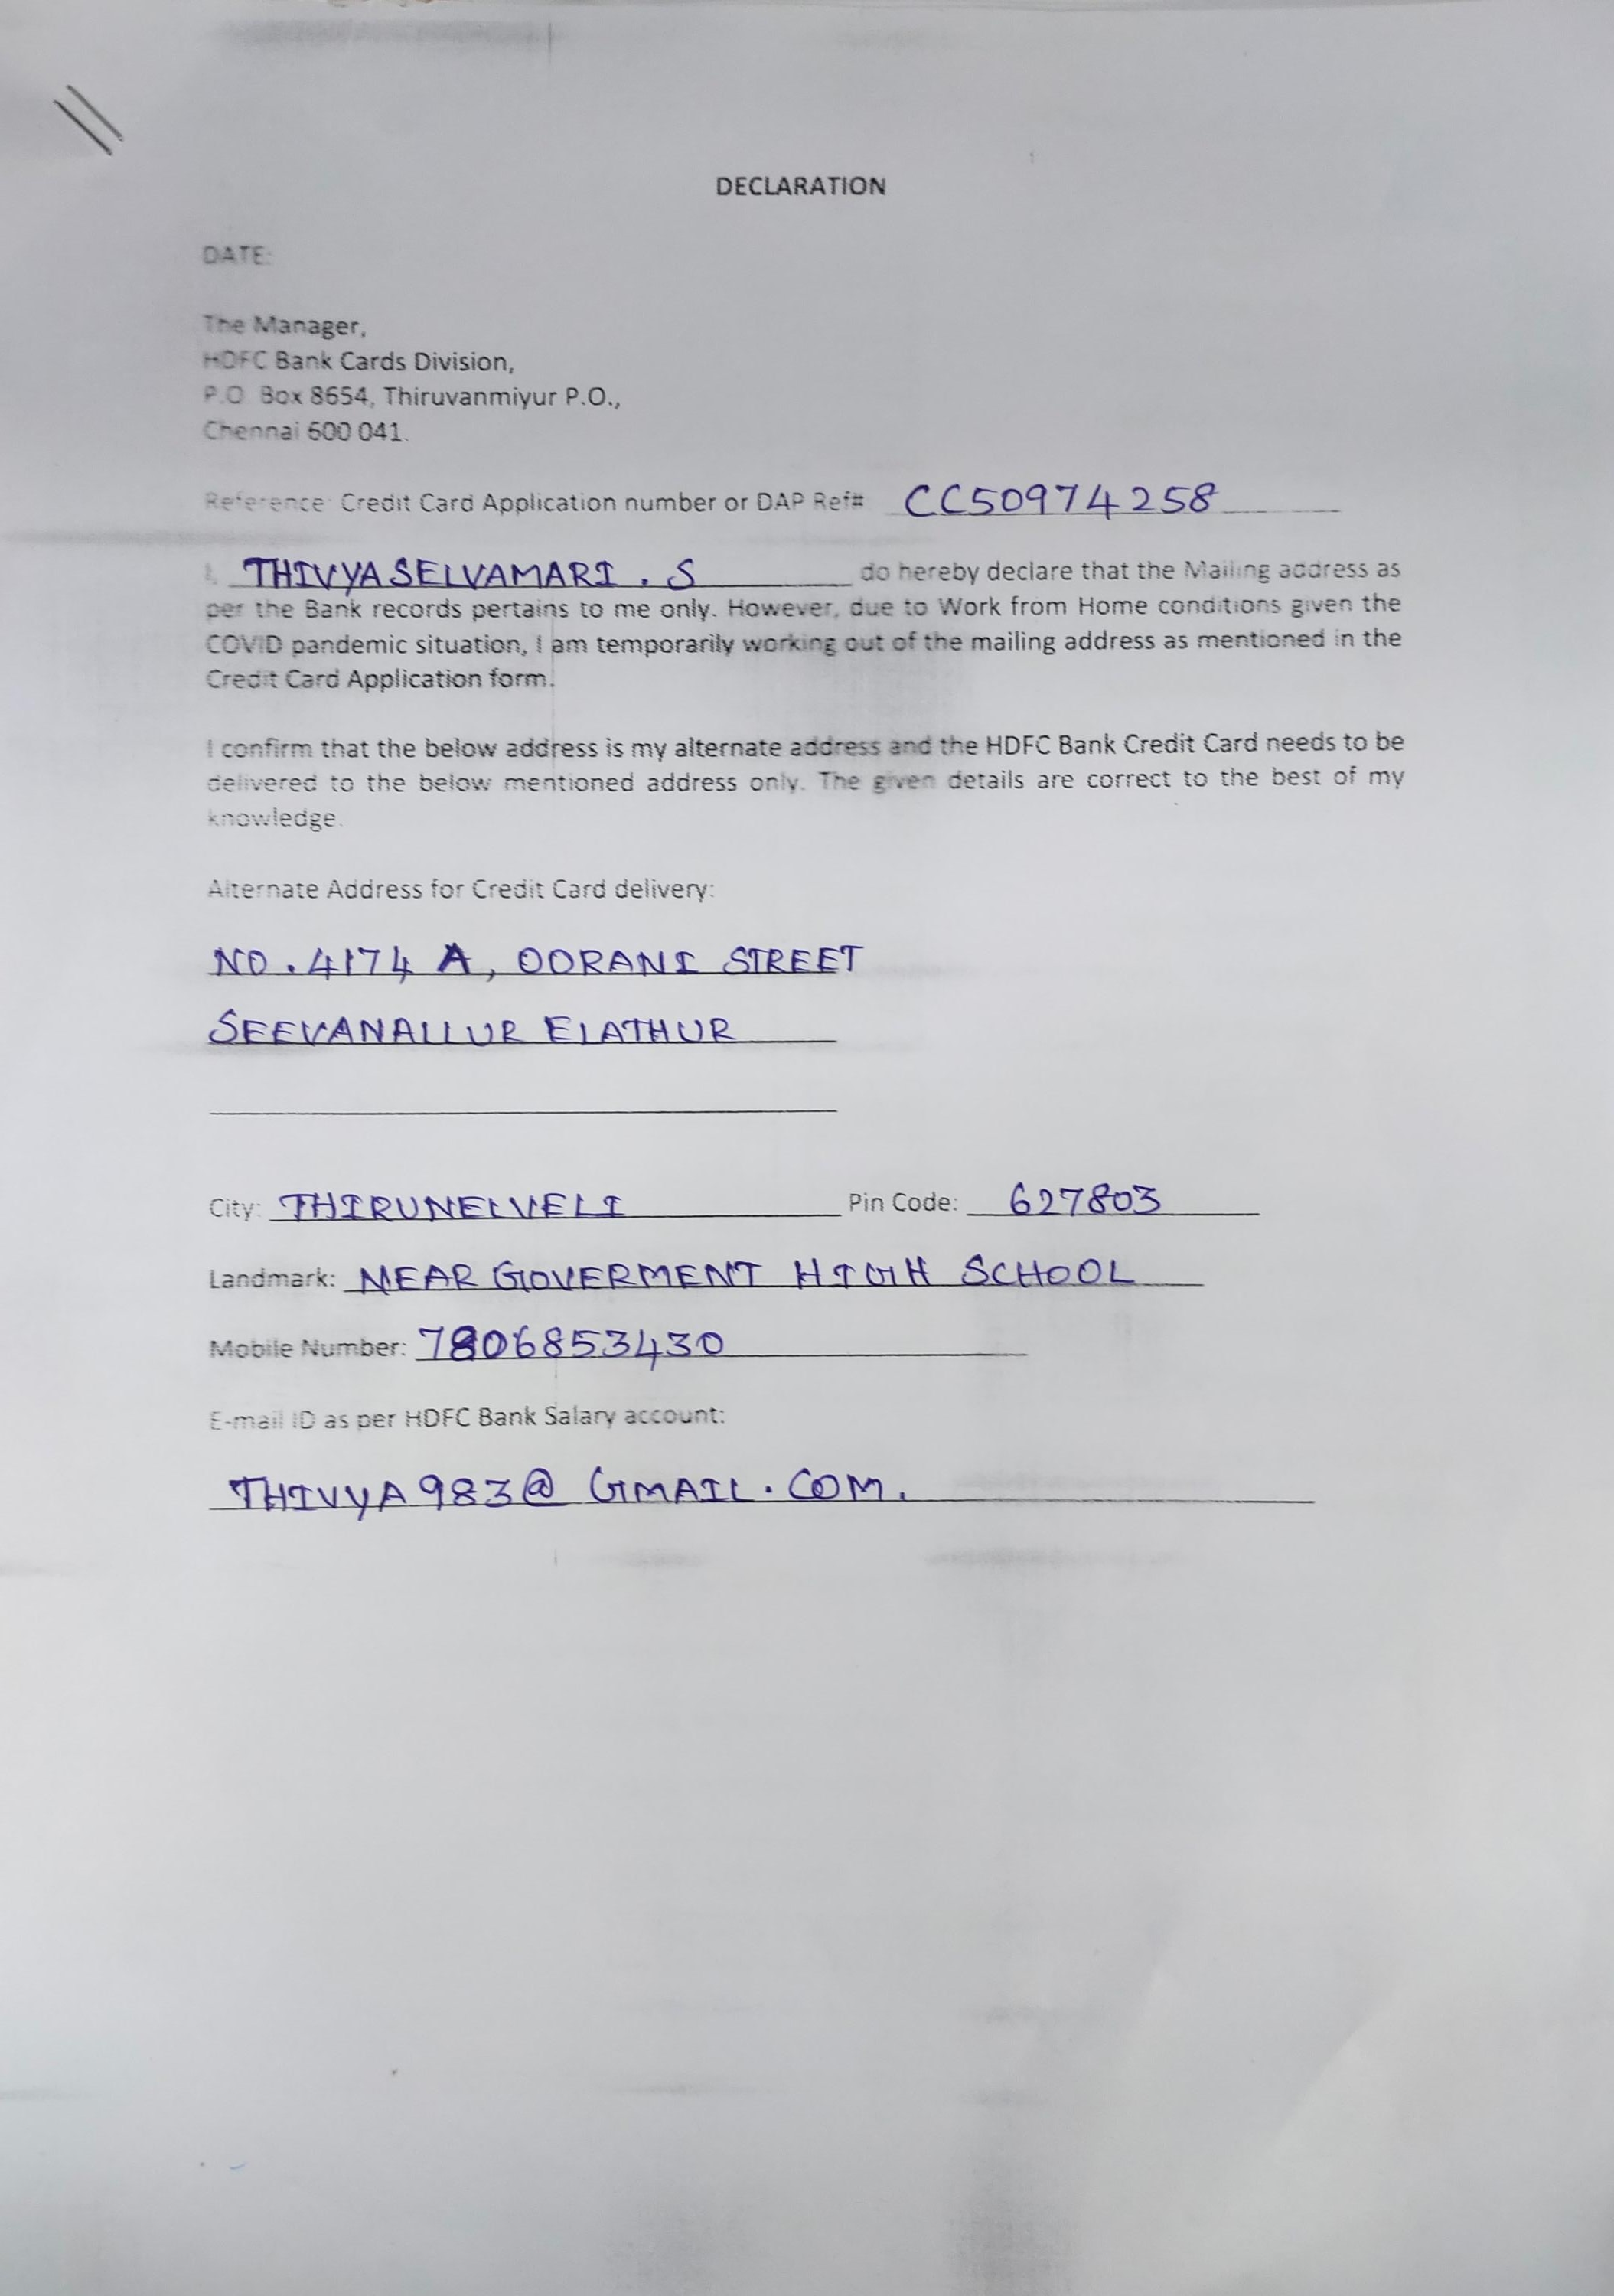 DECLARATION
DATE:
The Manager,
HDFC Bank Cards Division,
P.O Box 8654, Thiruvanmiyur P.O.,
Chennai 600 041.
Reference: Credit Card Application number or DAP Ref# CC50974258
I, THIVYASELVAMARI . S do hereby declare that the Mailing address as
per the Bank records pertains to me only. However, due to Work from Home conditions given the
COVID pandemic situation, I am temporarily working out of the mailing address as mentioned in the
Credit Card Application form.
I confirm that the below address is my alternate address and the HDFC Bank Credit Card needs to be
delivered to the below mentioned address only. The given details are correct to the best of my
knowledge.
Alternate Address for Credit Card delivery:
NO . 4174 A, OORANI STREET
SEEVANALLUR ELATHUR
City: THIRUNELVELI Pin Code: 627803
Landmark: NEAR GOVERMENT HIGH SCHOOL
Mobile Number: 7806853430
E-mail ID as per HDFC Bank Salary account:
THIVYA983@ GMAIL . COM .